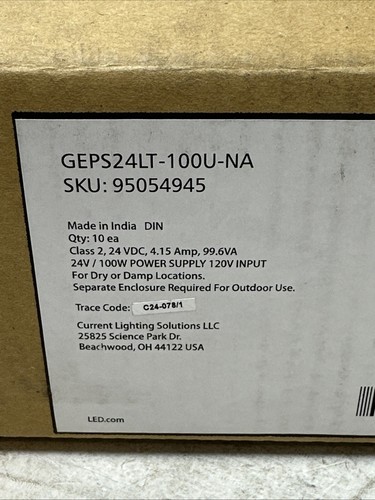 GEPS24LT-100U-NA
SKU: 95054945
Made in India DIN
Qty: 10 ea
Class 2, 24 VDC, 4.15 Amp, 99.6VA
24V / 100W POWER SUPPLY 120V INPUT
For Dry or Damp Locations.
Separate Enclosure Required For Outdoor Use.
Trace Code: C24-078/1
Current Lighting Solutions LLC
25825 Science Park Dr.
Beachwood, OH 44122 USA
LED.com